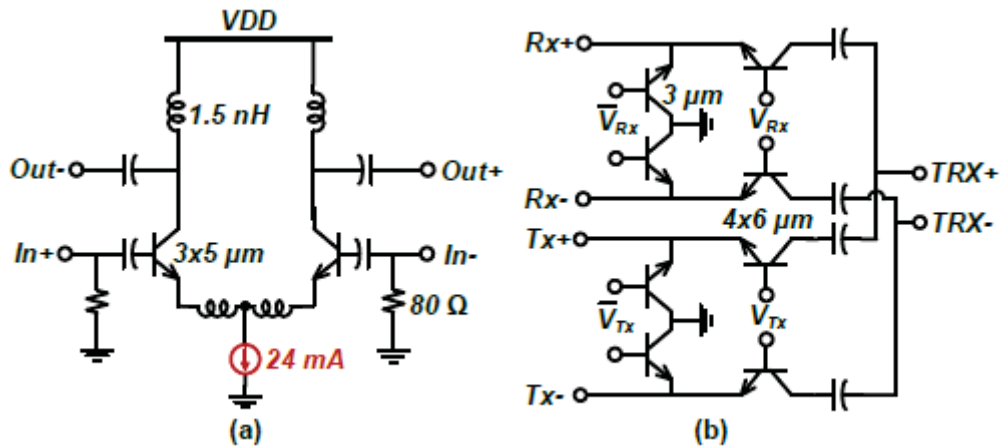 VDD
1.5 nH
Out-
Out+
In+
3x5 µm
In-
80 Ω
24 mA
(a)
Rx+
3 µm
V̅Rx
VRx
TRX+
Rx-
4x6 µm
TRX-
Tx+
V̅Tx
VTx
Tx-
(b)